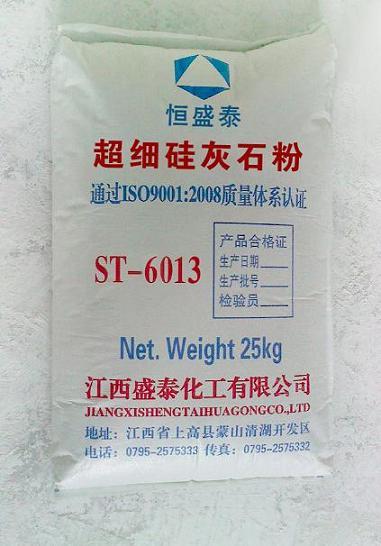 恒盛泰
超细硅灰石粉
通过ISO9001:2008质量体系认证
ST-6013
产品合格证
生产日期
生产批号
检验员
Net. Weight 25kg
江西盛泰化工有限公司
JIANGXISHENGTAIHUAGONGCO.,LTD
地址: 江西省上高县蒙山清湖开发区
电话: 0795-2575333 传真: 0795-2575332